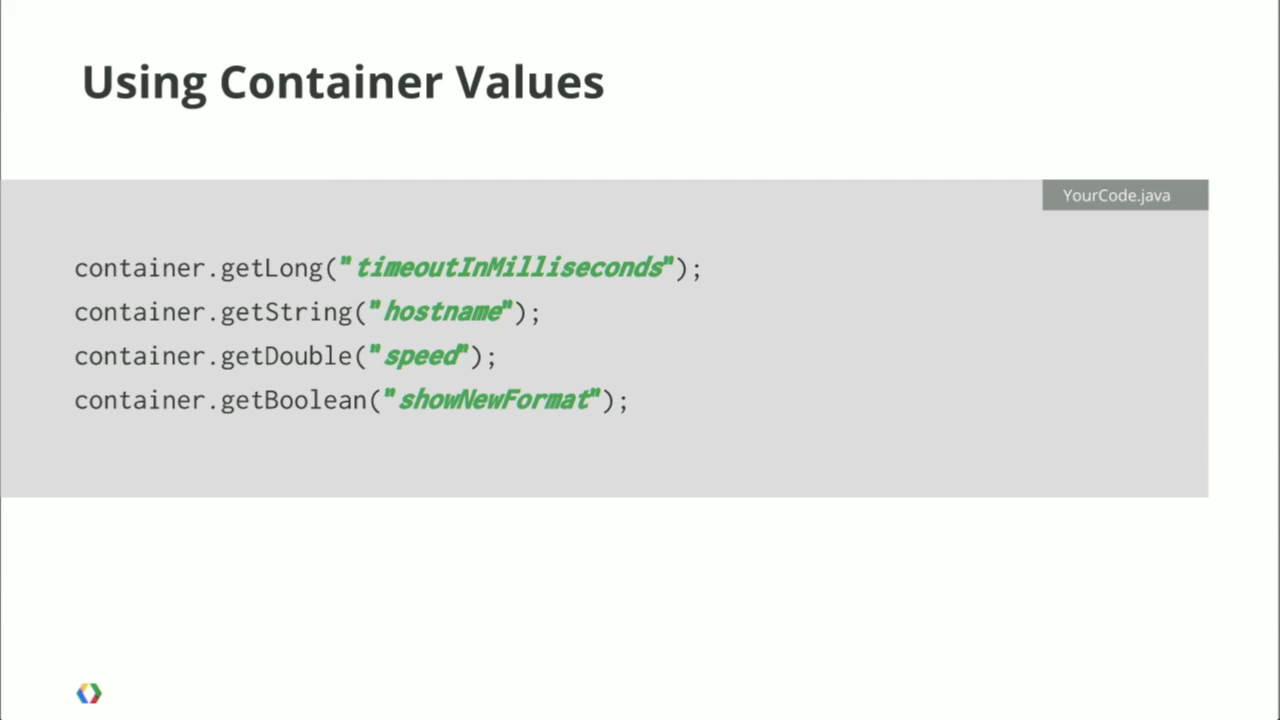 Using Container Values
YourCode.java
container.getLong("timeoutInMilliseconds");
container.getString("hostname");
container.getDouble("speed");
container.getBoolean("showNewFormat");